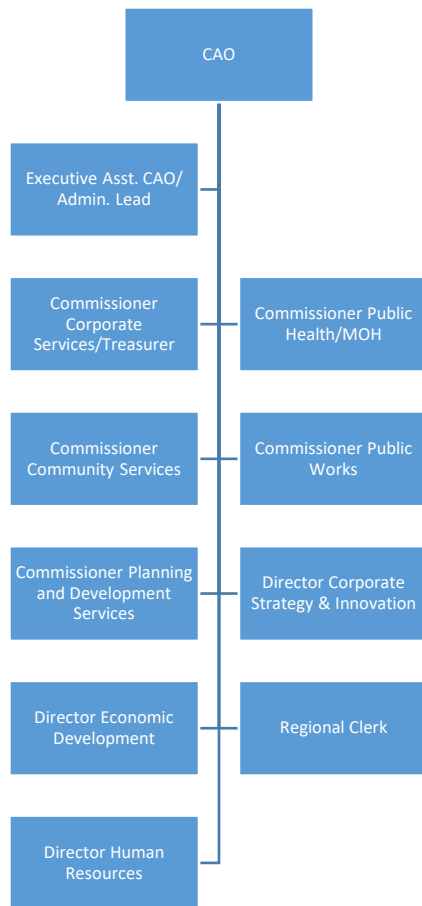 CAO
Executive Asst. CAO/
Admin. Lead
Commissioner
Corporate
Services/Treasurer
Commissioner Public
Health/MOH
Commissioner
Community Services
Commissioner Public
Works
Commissioner Planning
and Development
Services
Director Corporate
Strategy & Innovation
Director Economic
Development
Regional Clerk
Director Human
Resources